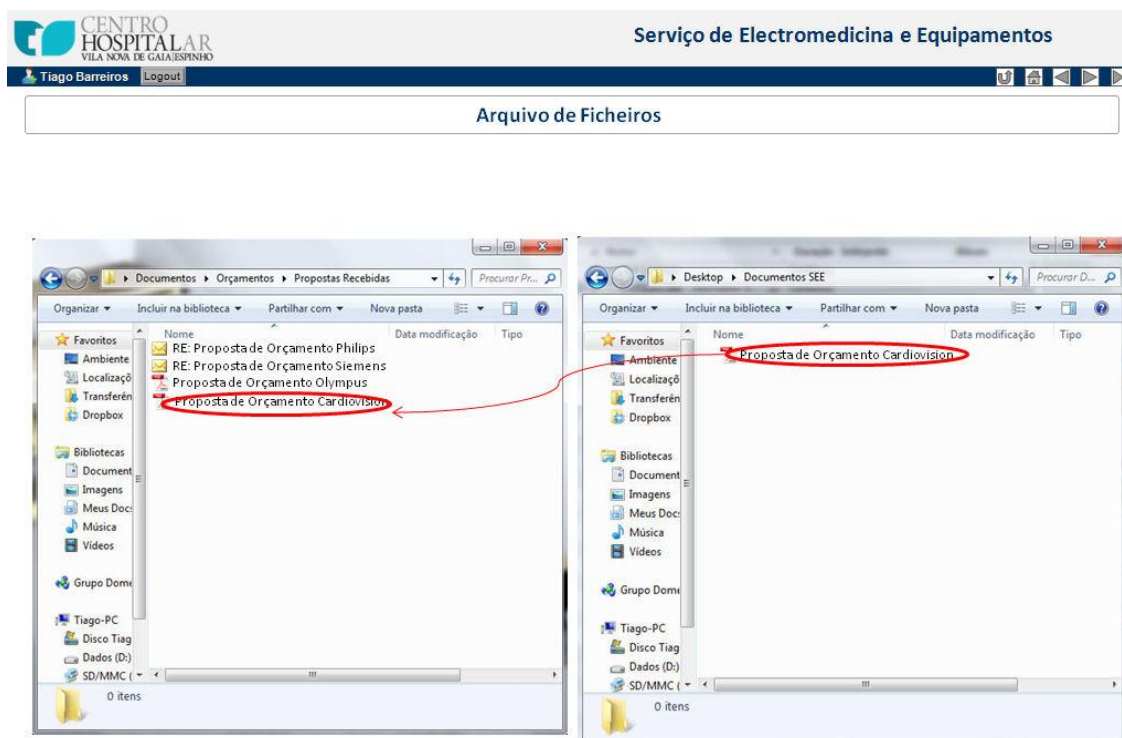 CENTRO
HOSPITALAR
VILA NOVA DE GAIA|ESPINHO
Serviço de Electromedicina e Equipamentos
Tiago Barreiros Logout
Arquivo de Ficheiros
Documentos Orçamentos Propostas Recebidas Procurar Pr...
Organizar Incluir na biblioteca Partilhar com Nova pasta
Favoritos
Ambiente
Localizaçõ
Transferên
Dropbox
Bibliotecas
Document
Imagens
Meus Doc
Música
Vídeos
Grupo Dome
Tiago-PC
Disco Tiag
Dados (D:)
SD/MMC (
Nome Data modificação Tipo
RE: Proposta de Orçamento Philips
RE: Proposta de Orçamento Siemens
Proposta de Orçamento Olympus
Proposta de Orçamento Cardiovision
0 itens
Desktop Documentos SEE Procurar D...
Organizar Incluir na biblioteca Partilhar com Nova pasta
Favoritos
Ambiente
Localizaçõ
Transferên
Dropbox
Bibliotecas
Document
Imagens
Meus Doc
Música
Vídeos
Grupo Dome
Tiago-PC
Disco Tiag
Dados (D:)
SD/MMC (
Nome Data modificação Tipo
Proposta de Orçamento Cardiovision
0 itens